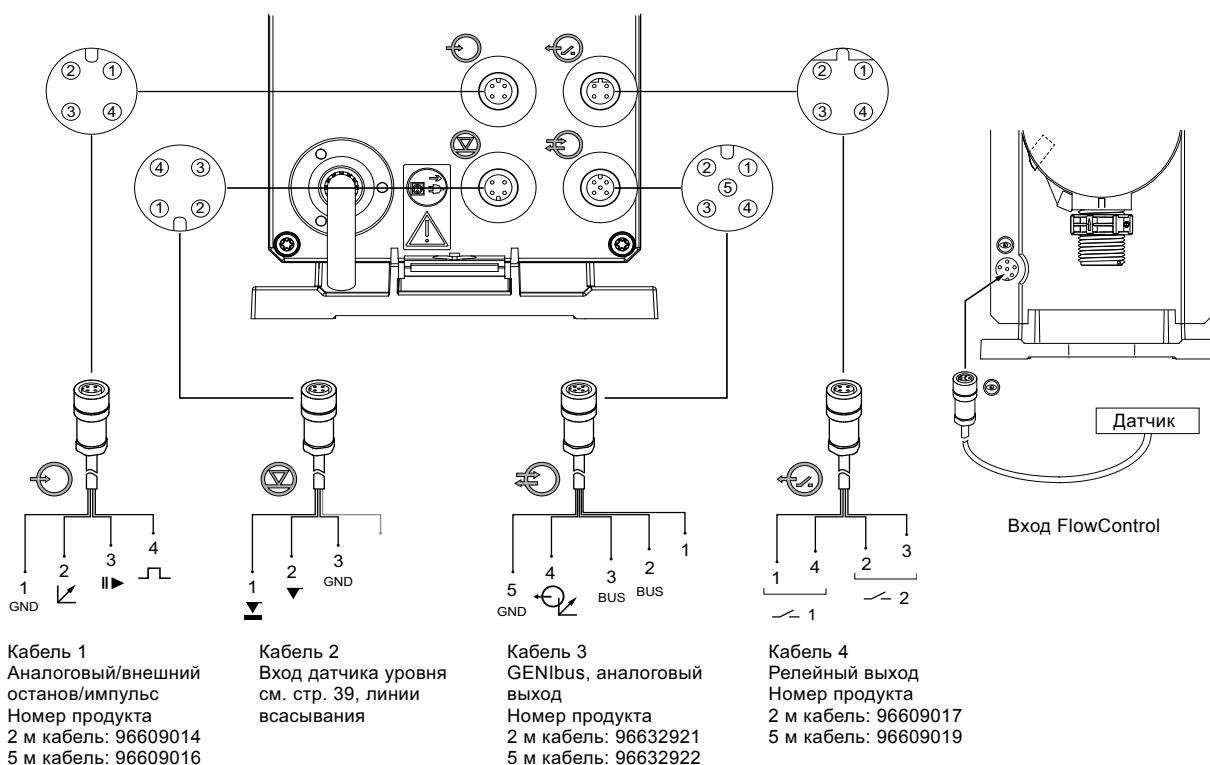 2 1
3 4
4 3
1 2
2 1
5
3 4
2 1
3 4
Датчик
Вход FlowControl
1
GND
2
3
4
1
2
3
GND
5
GND
4
3
BUS
2
BUS
1
1
4
2
3
1
2
Кабель 1
Аналоговый/внешний
останов/импульс
Номер продукта
2 м кабель: 96609014
5 м кабель: 96609016
Кабель 2
Вход датчика уровня
см. стр. 39, линии
всасывания
Кабель 3
GENIbus, аналоговый
выход
Номер продукта
2 м кабель: 96632921
5 м кабель: 96632922
Кабель 4
Релейный выход
Номер продукта
2 м кабель: 96609017
5 м кабель: 96609019